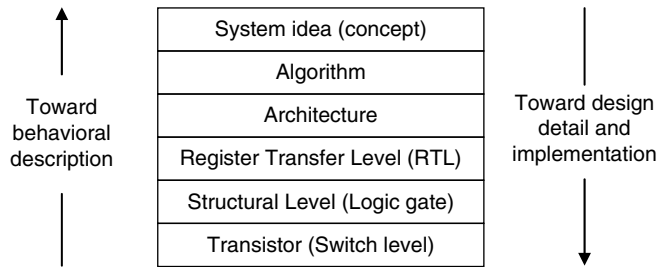 System idea (concept)
Algorithm
Architecture
Register Transfer Level (RTL)
Structural Level (Logic gate)
Transistor (Switch level)
Toward
behavioral
description
Toward design
detail and
implementation